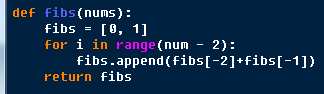 def fibs(nums):
    fibs = [0, 1]
    for i in range(num - 2):
        fibs.append(fibs[-2]+fibs[-1])
    return fibs